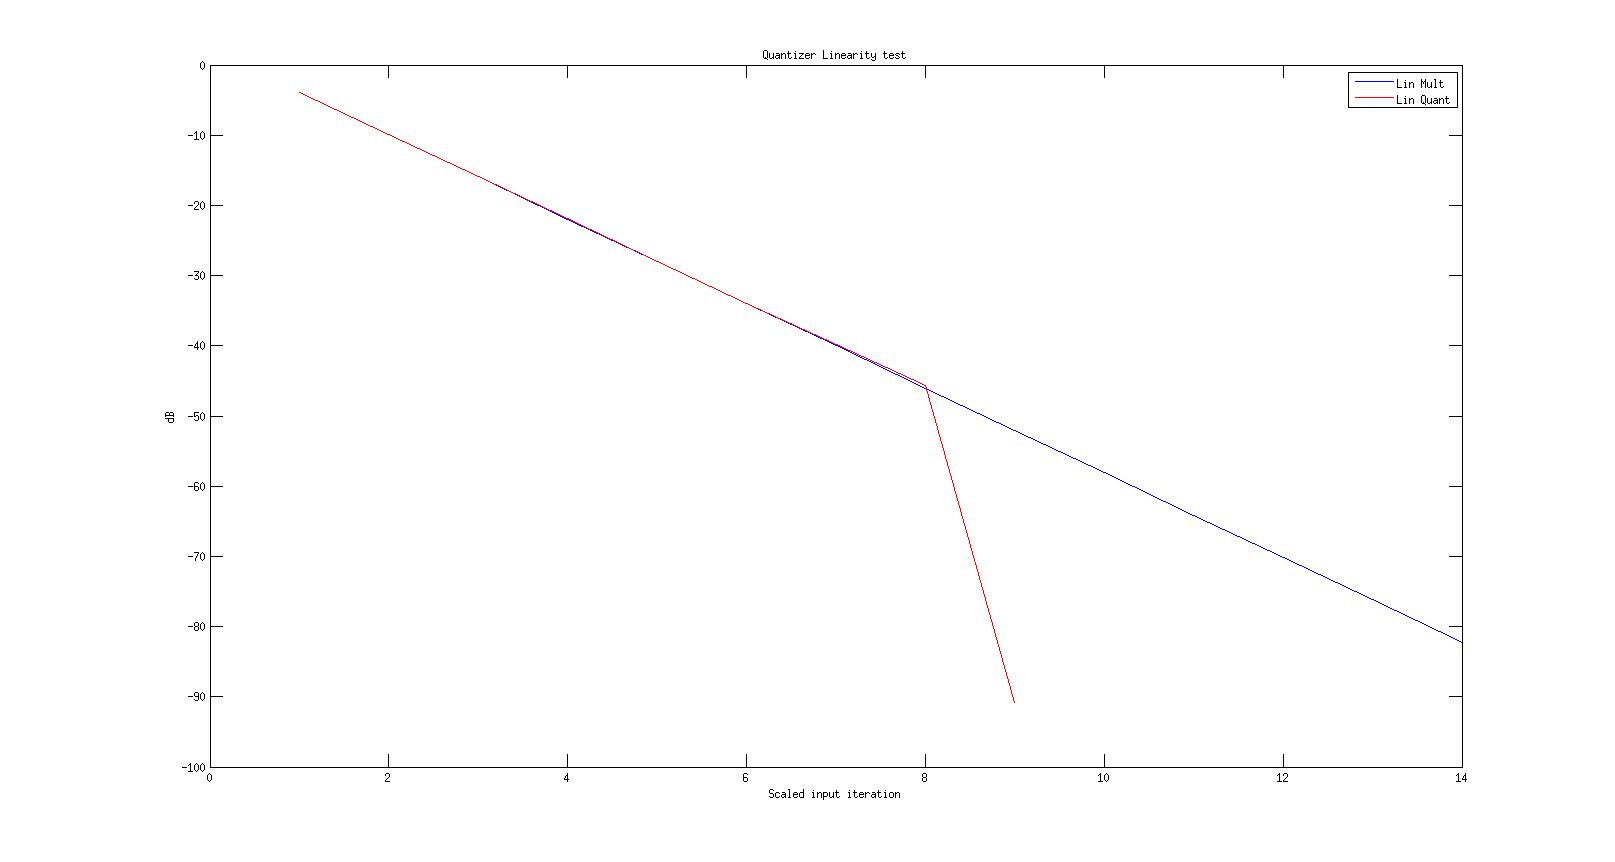 Quantizer Linearity test
Lin Mult
Lin Quant
0
-10
-20
-30
-40
-50
-60
-70
-80
-90
-100
dB
0 2 4 6 8 10 12 14
Scaled input iteration